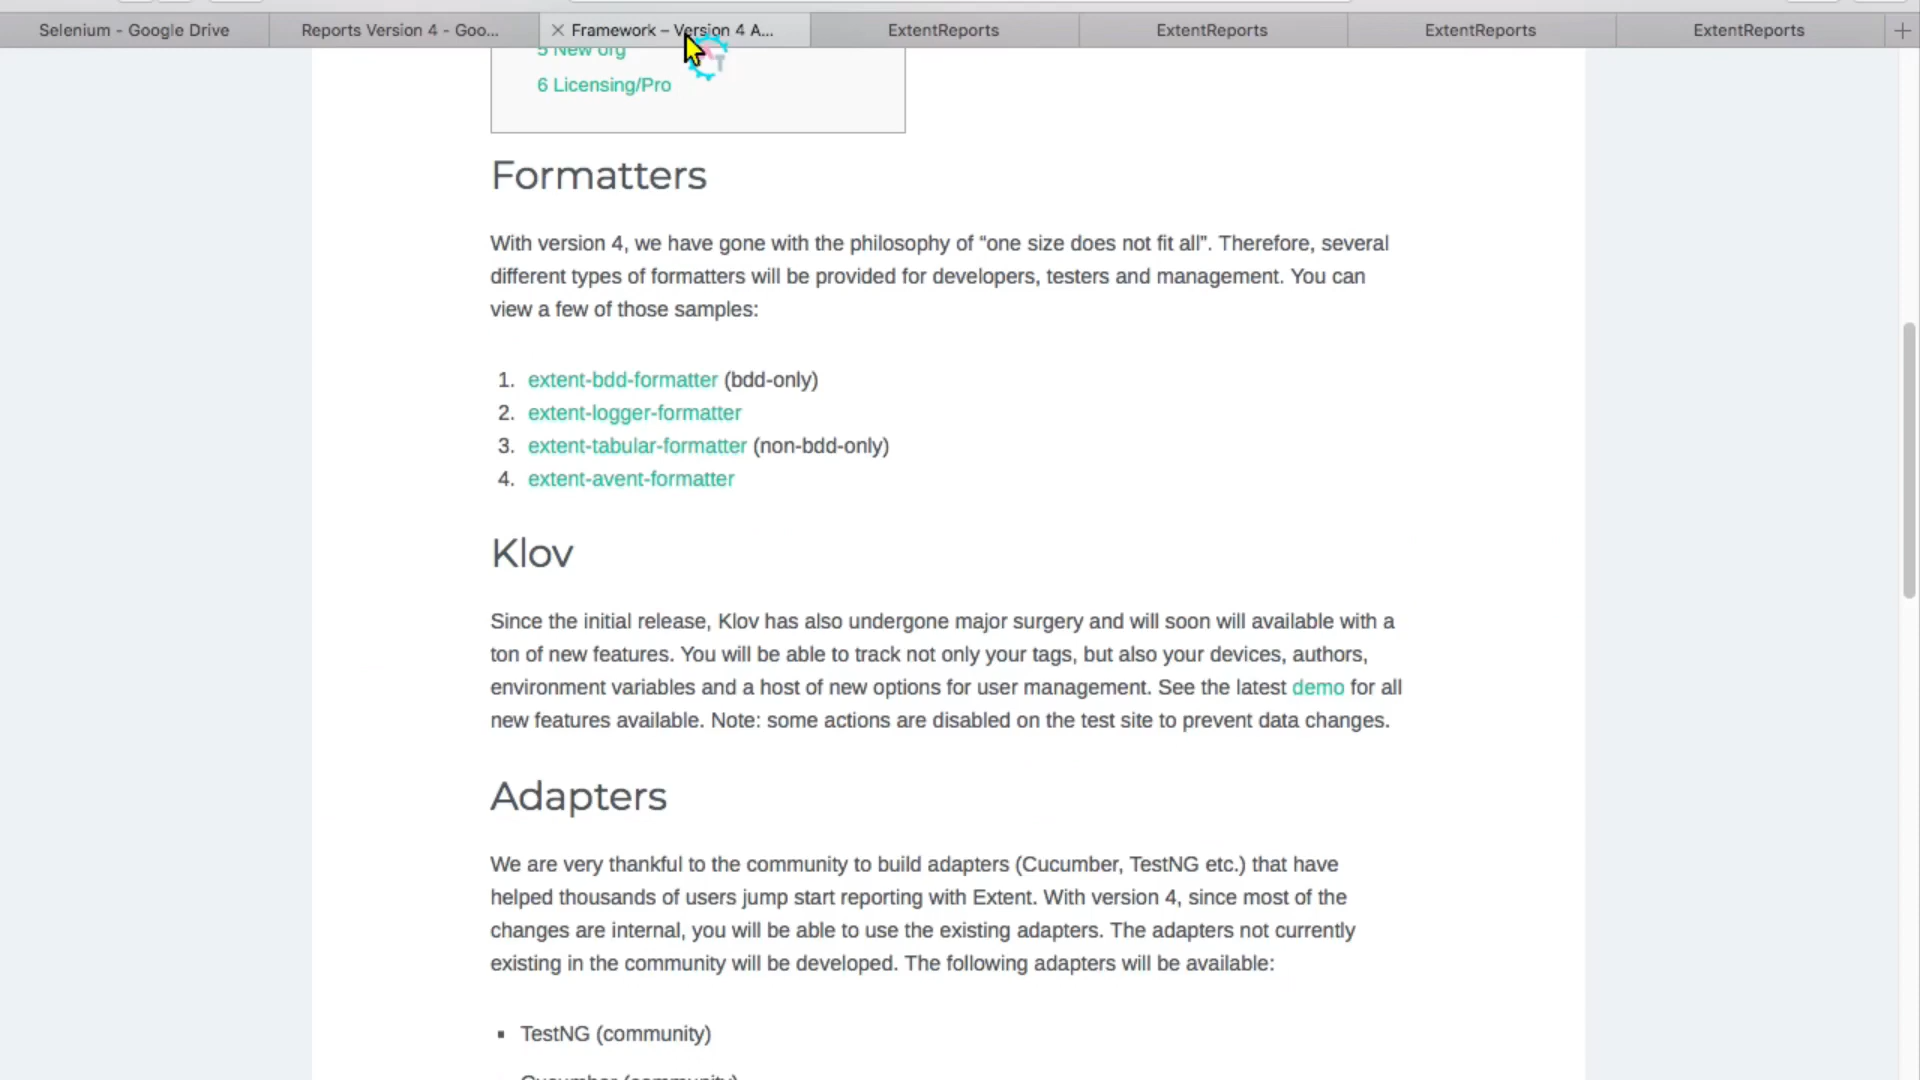 Selenium - Google Drive
Reports Version 4 - Goo...
Framework – Version 4 A...
ExtentReports
ExtentReports
ExtentReports
ExtentReports
5 New org
6 Licensing/Pro
Formatters
With version 4, we have gone with the philosophy of “one size does not fit all”. Therefore, several
different types of formatters will be provided for developers, testers and management. You can
view a few of those samples:
1. extent-bdd-formatter (bdd-only)
2. extent-logger-formatter
3. extent-tabular-formatter (non-bdd-only)
4. extent-avent-formatter
Klov
Since the initial release, Klov has also undergone major surgery and will soon will available with a
ton of new features. You will be able to track not only your tags, but also your devices, authors,
environment variables and a host of new options for user management. See the latest demo for all
new features available. Note: some actions are disabled on the test site to prevent data changes.
Adapters
We are very thankful to the community to build adapters (Cucumber, TestNG etc.) that have
helped thousands of users jump start reporting with Extent. With version 4, since most of the
changes are internal, you will be able to use the existing adapters. The adapters not currently
existing in the community will be developed. The following adapters will be available:
TestNG (community)
Cucumber (community)